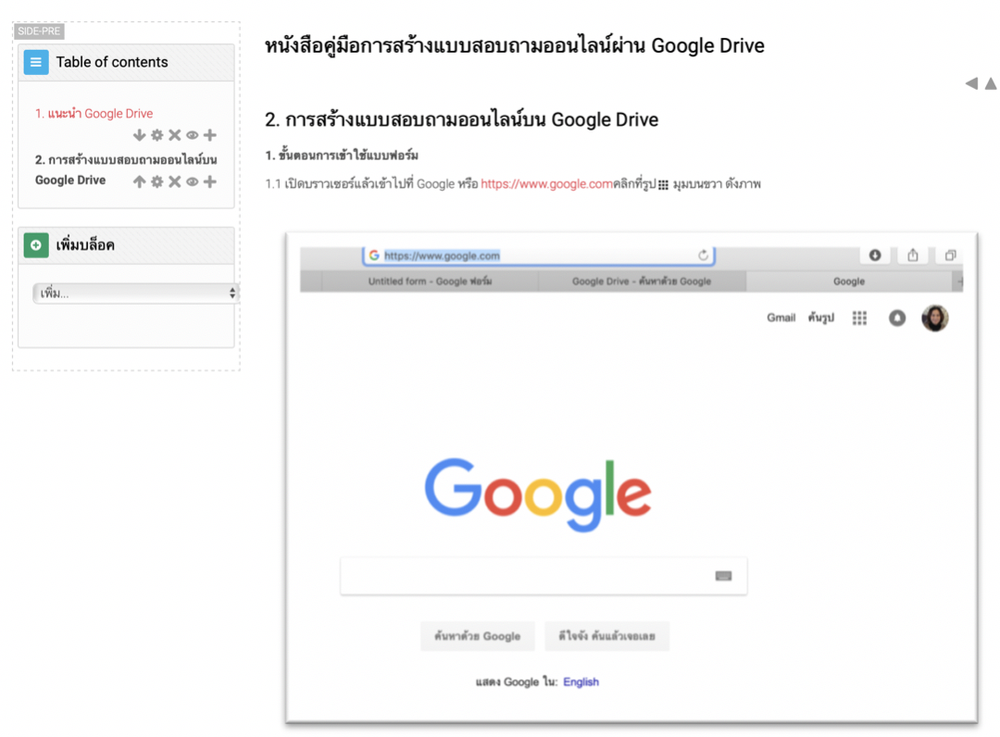 SIDE-PRE
Table of contents
1. แนะนำ Google Drive
2. การสร้างแบบสอบถามออนไลน์บน
Google Drive
เพิ่มบล็อค
เพิ่ม...
หนังสือคู่มือการสร้างแบบสอบถามออนไลน์ผ่าน Google Drive
2. การสร้างแบบสอบถามออนไลน์บน Google Drive
1. ขั้นตอนการเข้าใช้แบบฟอร์ม
1.1 เปิดบราวเซอร์แล้วเข้าไปที่ Google หรือ https://www.google.comคลิกที่รูป มุมบนขวา ดังภาพ
https://www.google.com
Untitled form - Google ฟอร์ม
Google Drive - ค้นหาด้วย Google
Google
Gmail ค้นรูป
Google
ค้นหาด้วย Google
ดีใจจัง ค้นแล้วเจอเลย
แสดง Google ใน: English